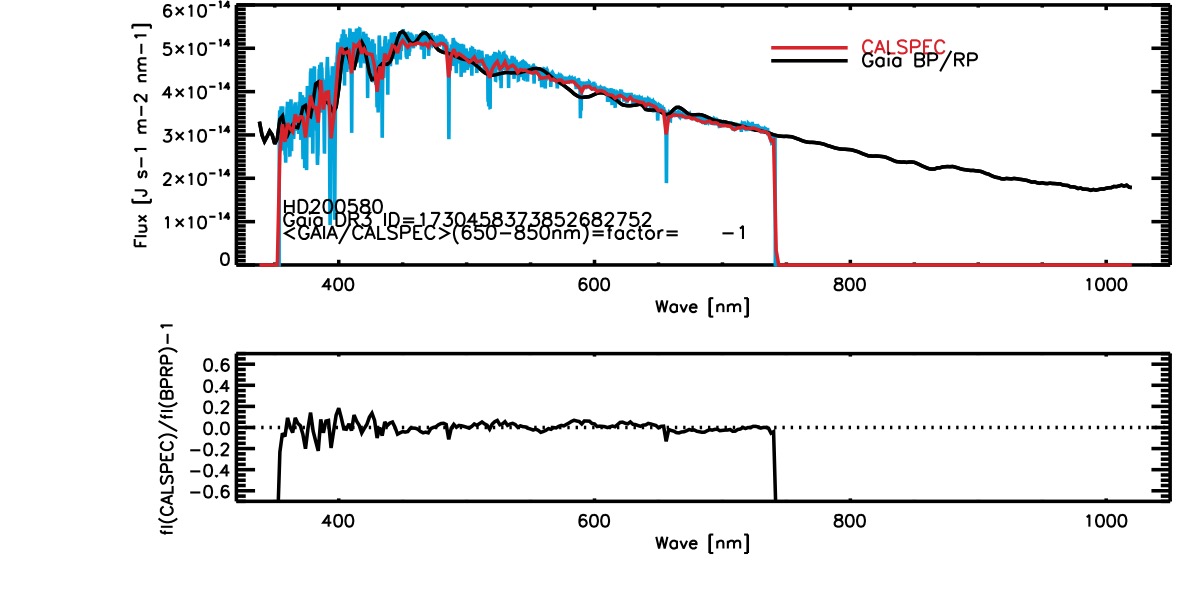 6×10⁻¹⁴
5×10⁻¹⁴
4×10⁻¹⁴
3×10⁻¹⁴
2×10⁻¹⁴
1×10⁻¹⁴
0
Flux [J s−1 m−2 nm−1]
CALSPEC
Gaia BP/RP
HD200580
Gaia DR3 ID=1730458373852682752
<GAIA/CALSPEC>(650−850nm)=factor= −1
400 600 800 1000
Wave [nm]
fl(CALSPEC)/fl(BPRP)−1
0.6
0.4
0.2
0.0
−0.2
−0.4
−0.6
400 600 800 1000
Wave [nm]